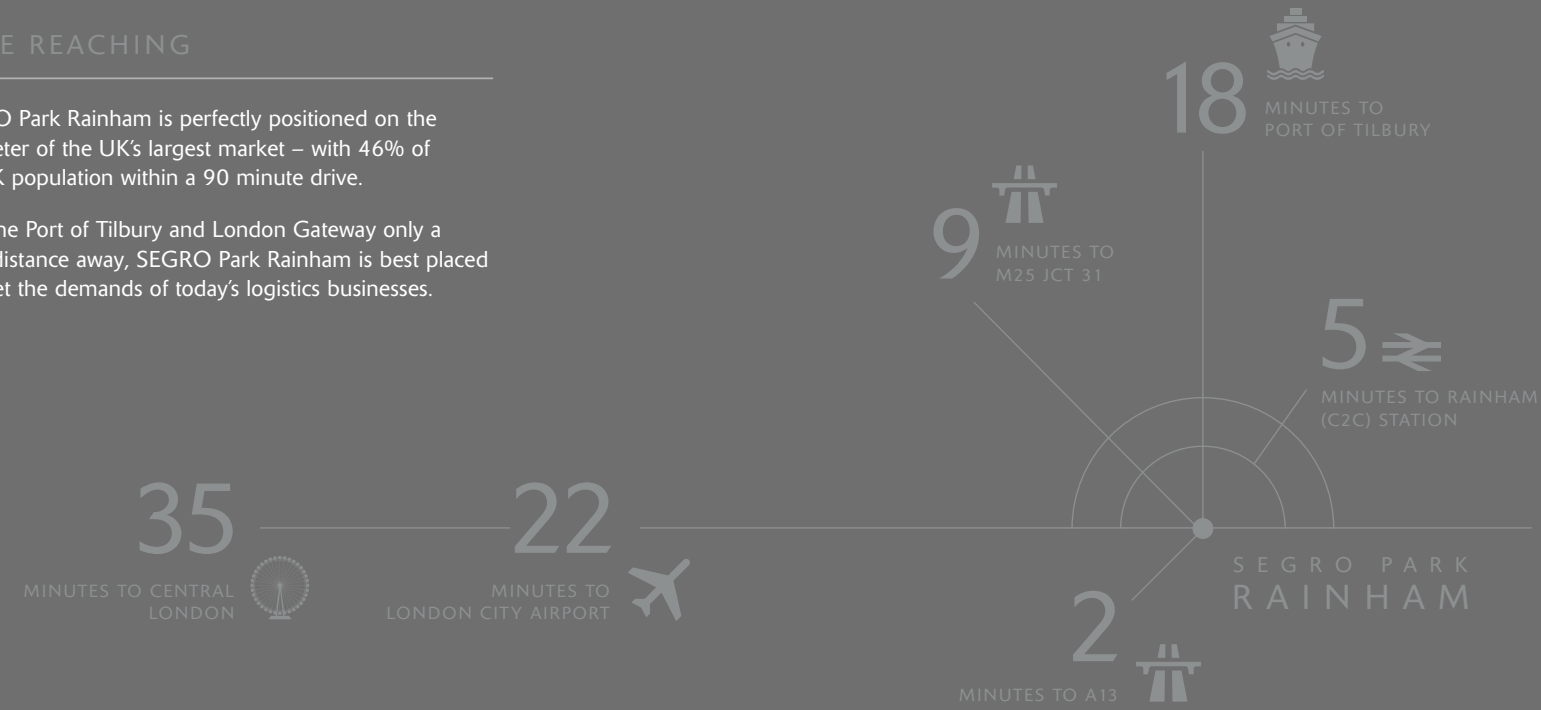 E REACHING
O Park Rainham is perfectly positioned on the
eter of the UK's largest market – with 46% of
K population within a 90 minute drive.
he Port of Tilbury and London Gateway only a
distance away, SEGRO Park Rainham is best placed
et the demands of today's logistics businesses.
18
MINUTES TO
PORT OF TILBURY
9
MINUTES TO
M25 JCT 31
5
MINUTES TO RAINHAM
(C2C) STATION
35
MINUTES TO CENTRAL
LONDON
22
MINUTES TO
LONDON CITY AIRPORT
SEGRO PARK
RAINHAM
2
MINUTES TO A13